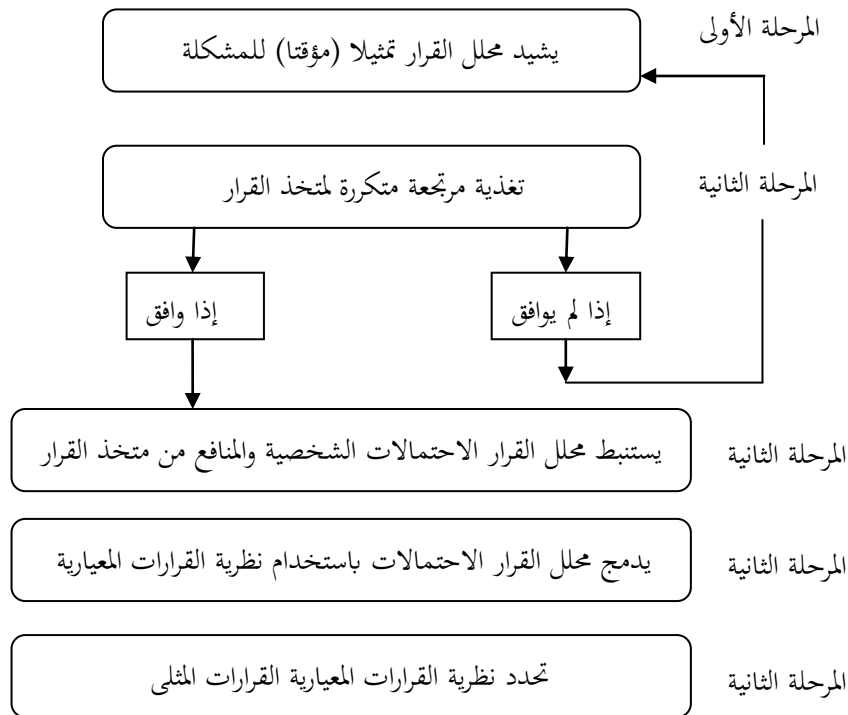 المرحلة الأولى
يشيد محلل القرار تمثيلا (مؤقتا) للمشكلة
المرحلة الثانية
تغذية مرتجعة متكررة لمتخذ القرار
إذا لم يوافق
إذا وافق
المرحلة الثانية
يستنبط محلل القرار الاحتمالات الشخصية والمنافع من متخذ القرار
المرحلة الثانية
يدمج محلل القرار الاحتمالات باستخدام نظرية القرارات المعيارية
المرحلة الثانية
تحدد نظرية القرارات المعيارية القرارات المثلى